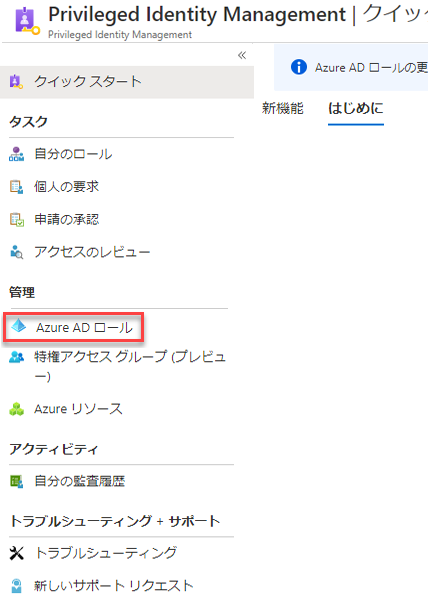 Privileged Identity Management | クイック
Privileged Identity Management
«
クイック スタート
Azure AD ロールの更
新機能
はじめに
タスク
自分のロール
個人の要求
申請の承認
アクセスのレビュー
管理
Azure AD ロール
特権アクセス グループ (プレビュ
ー)
Azure リソース
アクティビティ
自分の監査履歴
トラブルシューティング + サポート
トラブルシューティング
新しいサポート リクエスト